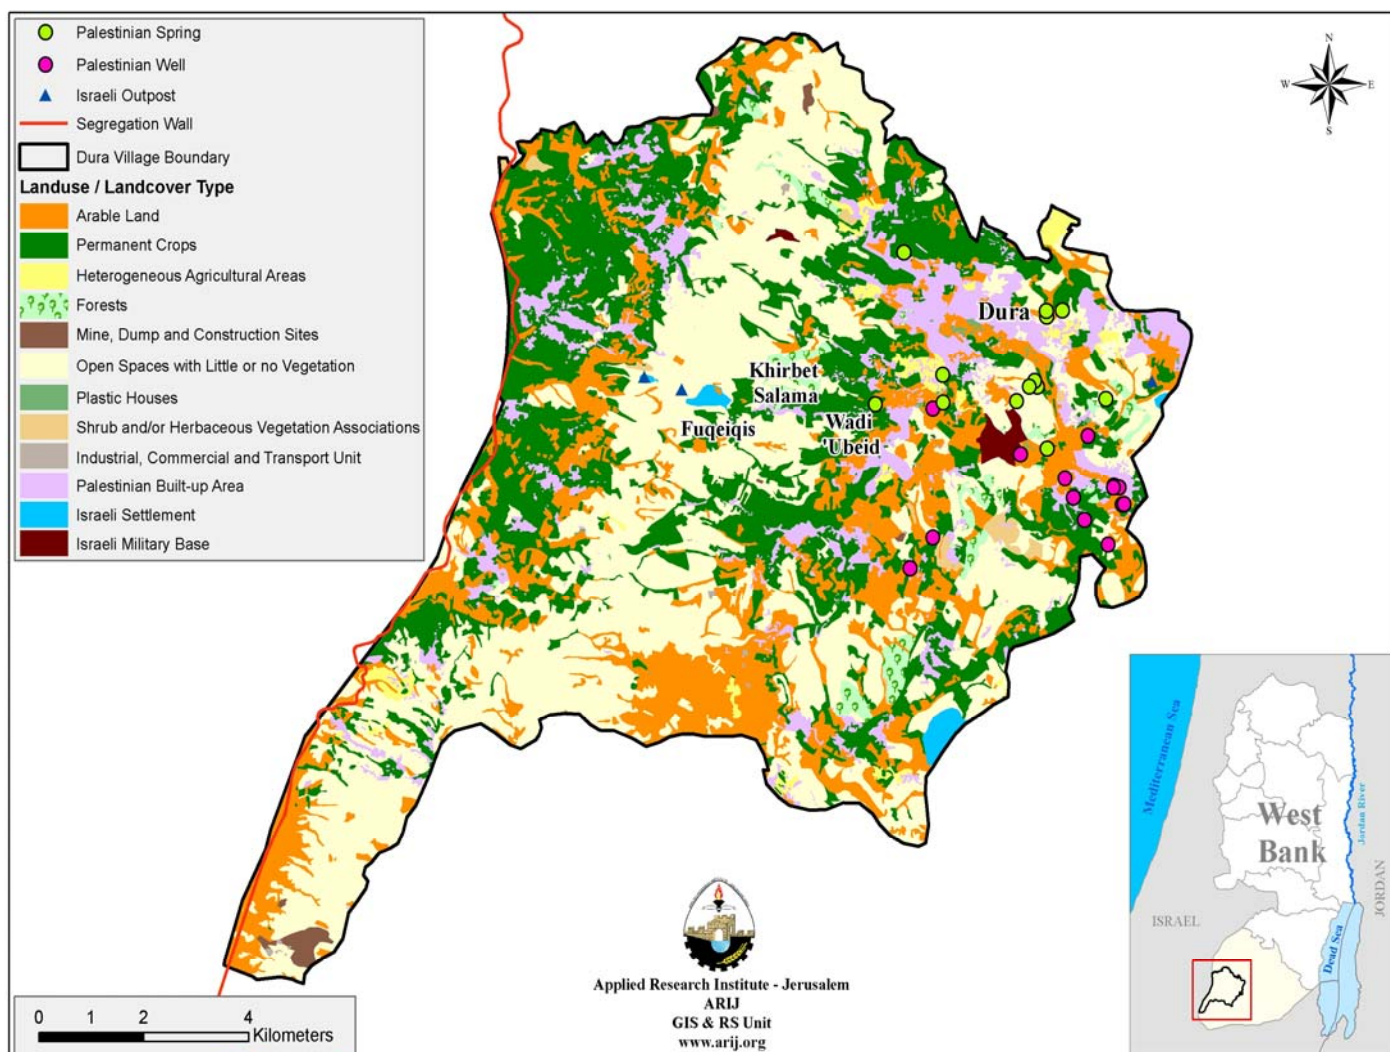 Palestinian Spring
Palestinian Well
Israeli Outpost
Segregation Wall
Dura Village Boundary
Landuse / Landcover Type
Arable Land
Permanent Crops
Heterogeneous Agricultural Areas
Forests
Mine, Dump and Construction Sites
Open Spaces with Little or no Vegetation
Plastic Houses
Shrub and/or Herbaceous Vegetation Associations
Industrial, Commercial and Transport Unit
Palestinian Built-up Area
Israeli Settlement
Israeli Military Base
N
W
E
S
Dura
Khirbet
Salama
Fuqeiqis
Wadi
'Ubeid
Applied Research Institute - Jerusalem
ARIJ
GIS & RS Unit
www.arij.org
0 1 2 4
Kilometers
Mediterranean Sea
West
Bank
Jordan River
JORDAN
ISRAEL
Dead Sea